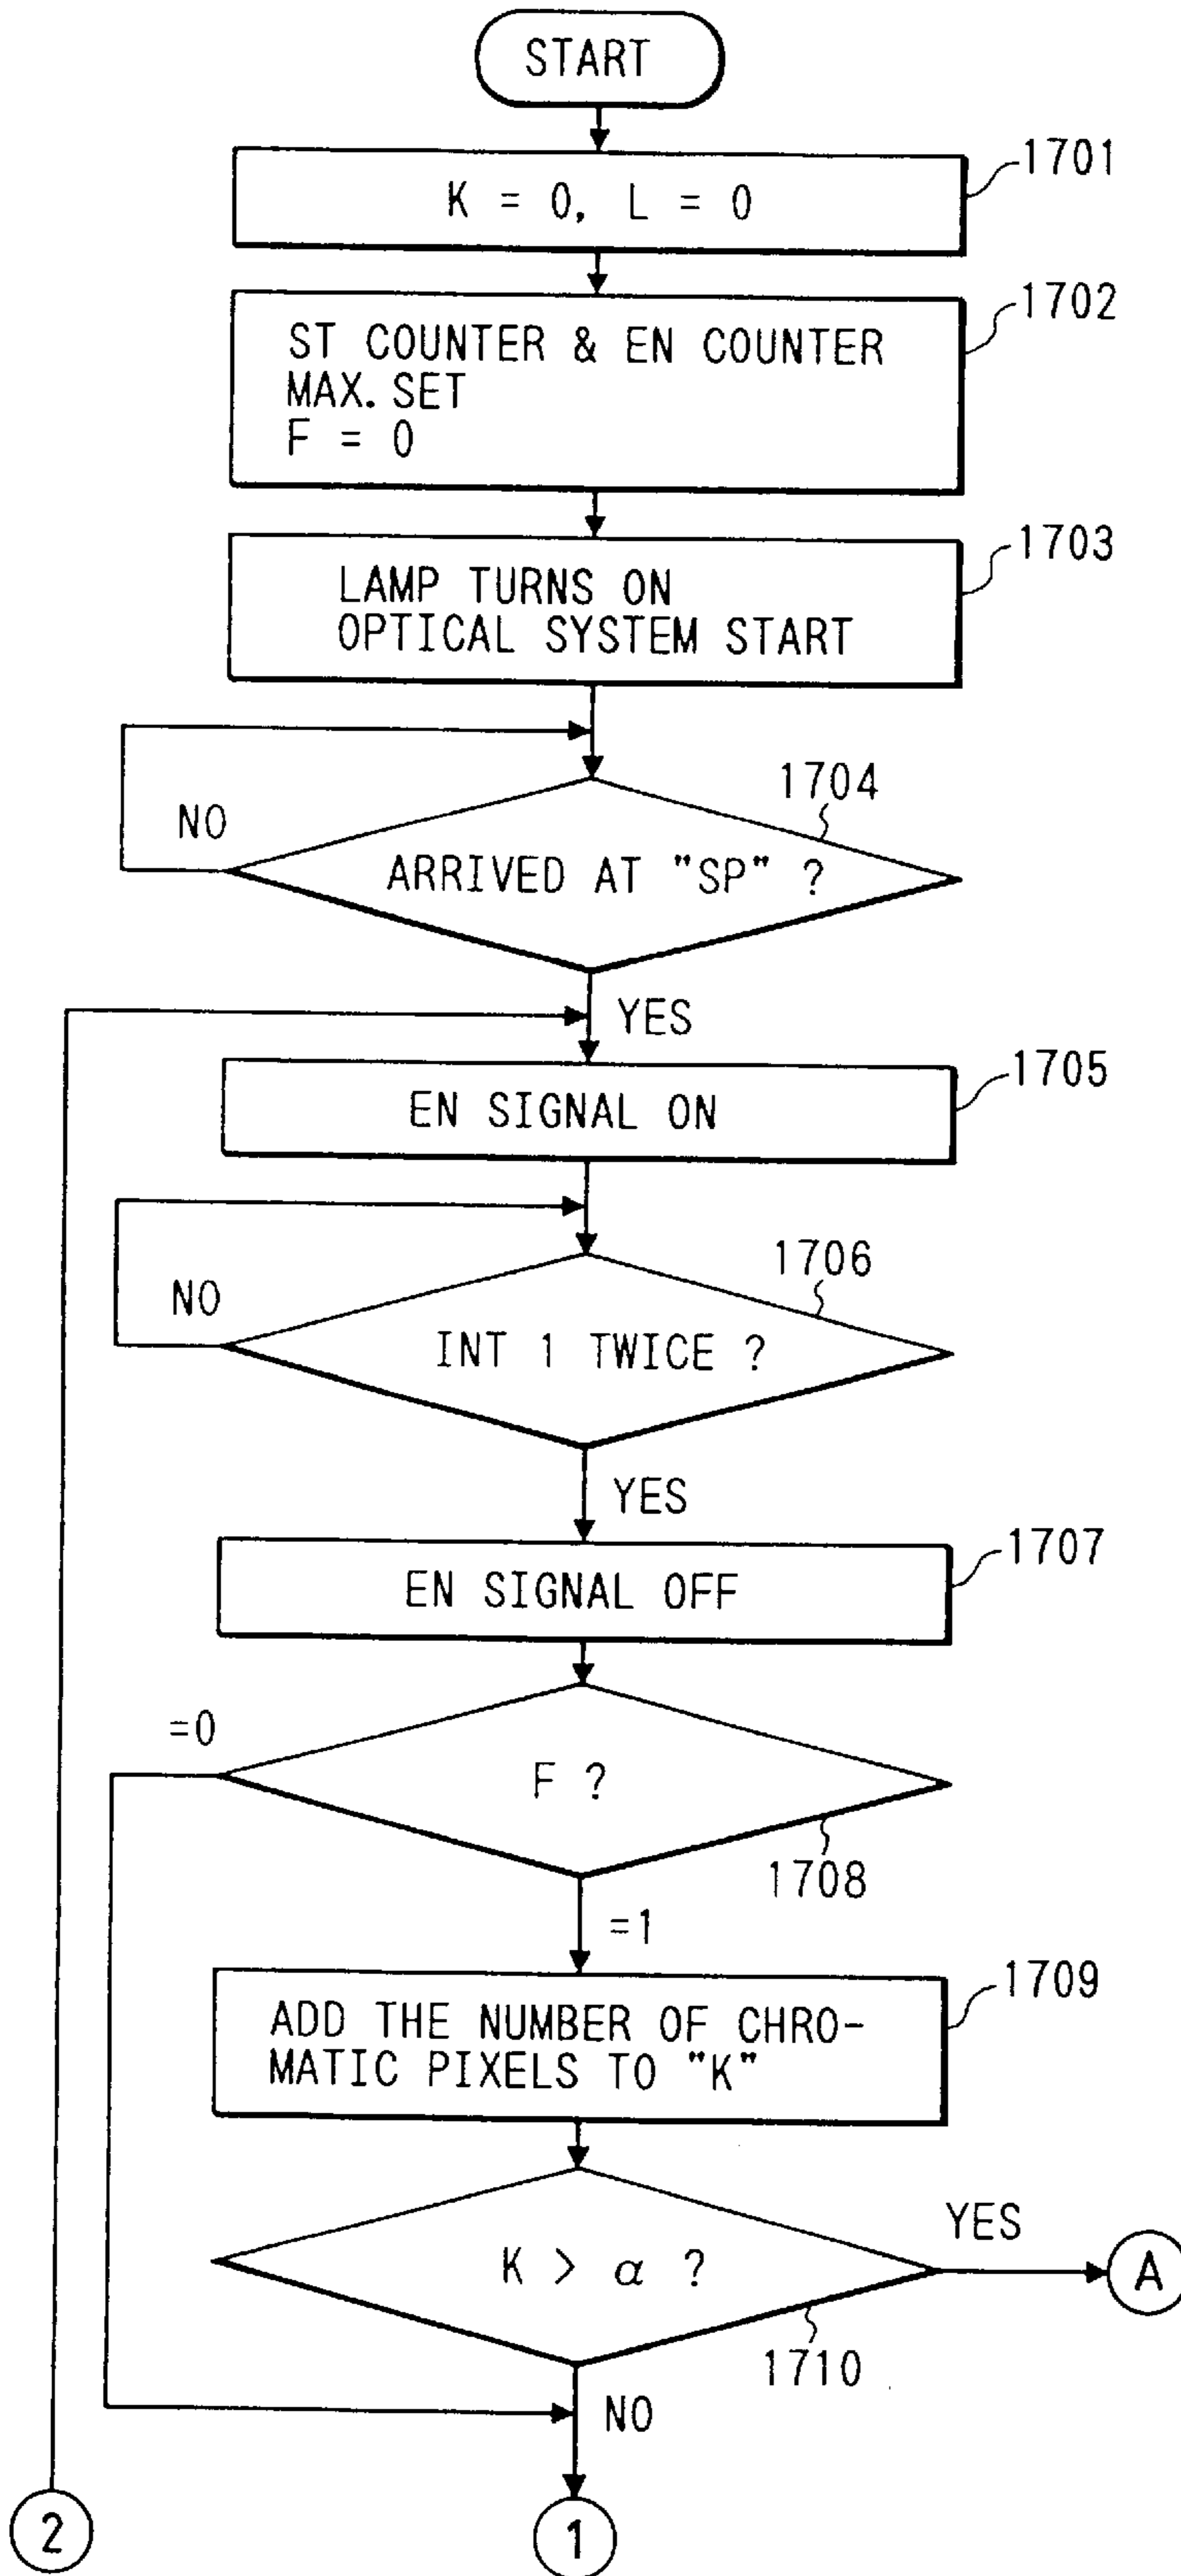 START
1701
K = 0, L = 0
1702
ST COUNTER & EN COUNTER
MAX. SET
F = 0
1703
LAMP TURNS ON
OPTICAL SYSTEM START
1704
NO
ARRIVED AT "SP" ?
YES
1705
EN SIGNAL ON
1706
NO
INT 1 TWICE ?
YES
1707
EN SIGNAL OFF
=0
F ?
1708
=1
1709
ADD THE NUMBER OF CHRO-
MATIC PIXELS TO "K"
YES
K > α ?
A
1710
NO
2
1